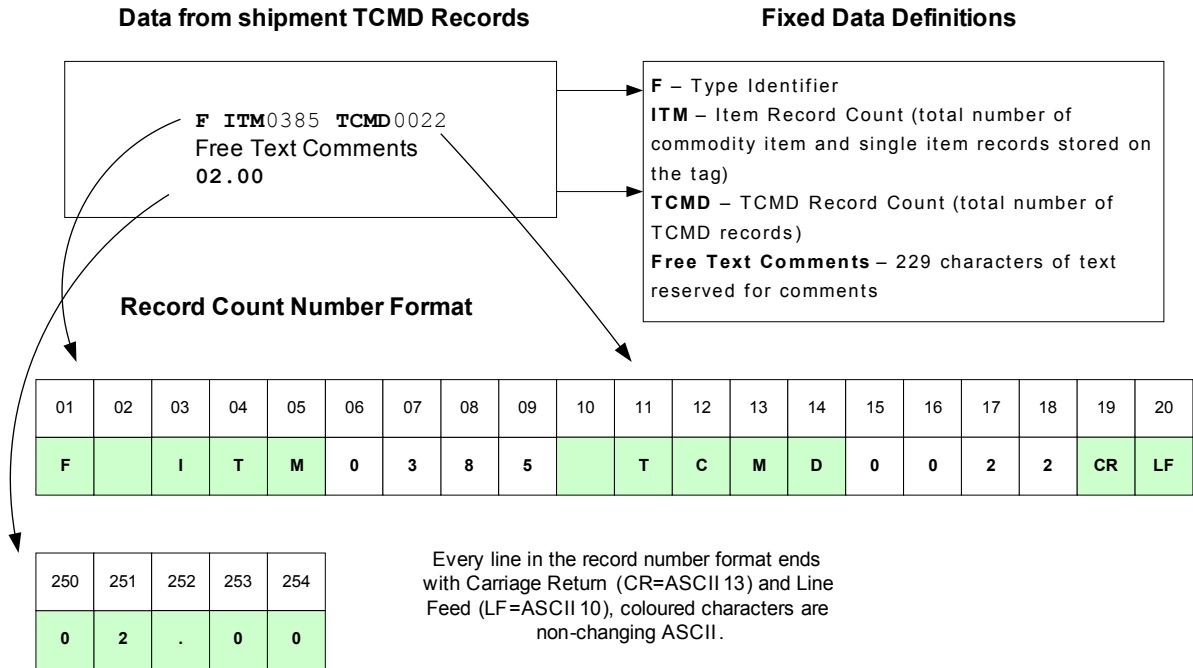 Data from shipment TCMD Records
Fixed Data Definitions
F ITM0385 TCMD0022
Free Text Comments
02.00
F – Type Identifier
ITM – Item Record Count (total number of
commodity item and single item records stored on
the tag)
TCMD – TCMD Record Count (total number of
TCMD records)
Free Text Comments – 229 characters of text
reserved for comments
Record Count Number Format
01 02 03 04 05 06 07 08 09 10 11 12 13 14 15 16 17 18 19 20
F I T M 0 3 8 5 T C M D 0 0 2 2 CR LF
250 251 252 253 254
0 2 . 0 0
Every line in the record number format ends
with Carriage Return (CR=ASCII 13) and Line
Feed (LF=ASCII 10), coloured characters are
non-changing ASCII.